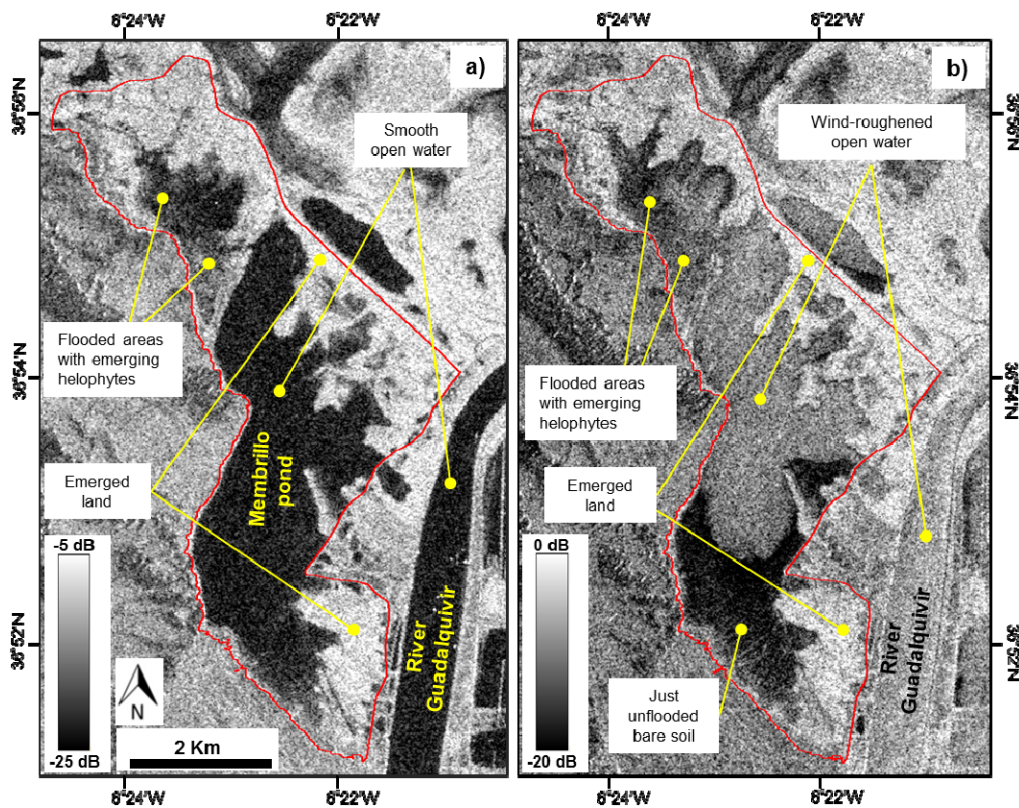 6°24'W
6°22'W
6°24'W
6°22'W
a)
b)
36°56'N
36°56'N
Smooth
open water
Wind-roughened
open water
Flooded areas
with emerging
helophytes
36°54'N
36°54'N
Flooded areas
with emerging
helophytes
Membrillo
pond
Emerged
land
Emerged
land
-5 dB
0 dB
River
Guadalquivir
River
Guadalquivir
36°52'N
36°52'N
N
Just
unflooded
bare soil
2 Km
-25 dB
-20 dB
6°24'W
6°22'W
6°24'W
6°22'W